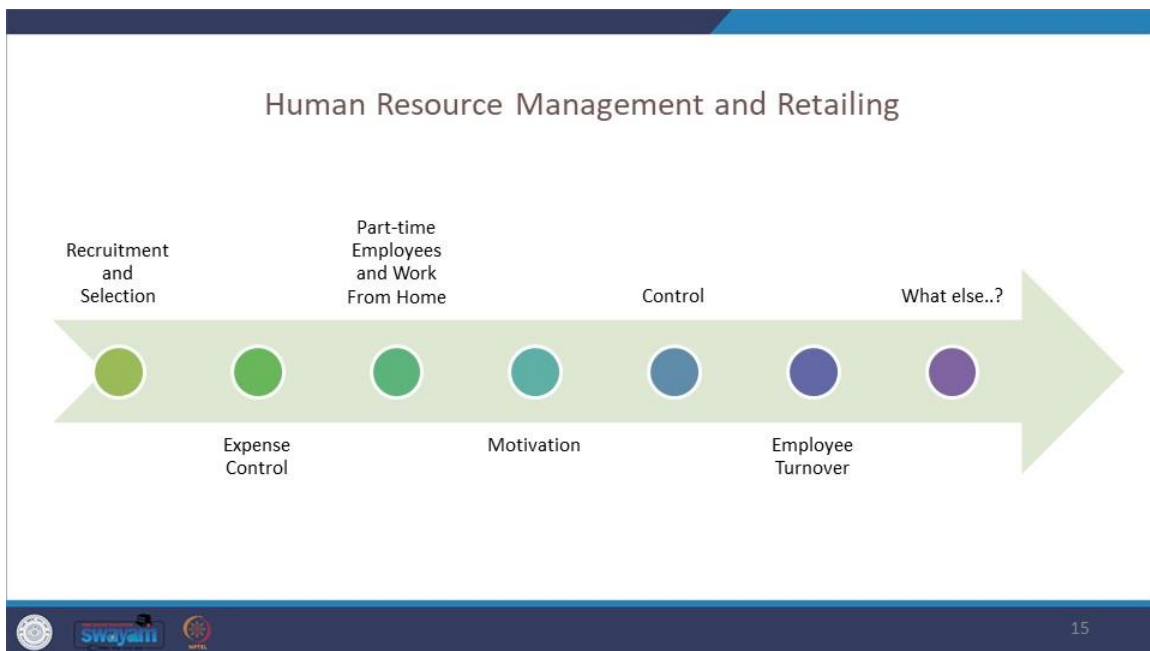 Human Resource Management and Retailing
Recruitment
and
Selection
Expense
Control
Part-time
Employees
and Work
From Home
Motivation
Control
Employee
Turnover
What else..?
swayam
15